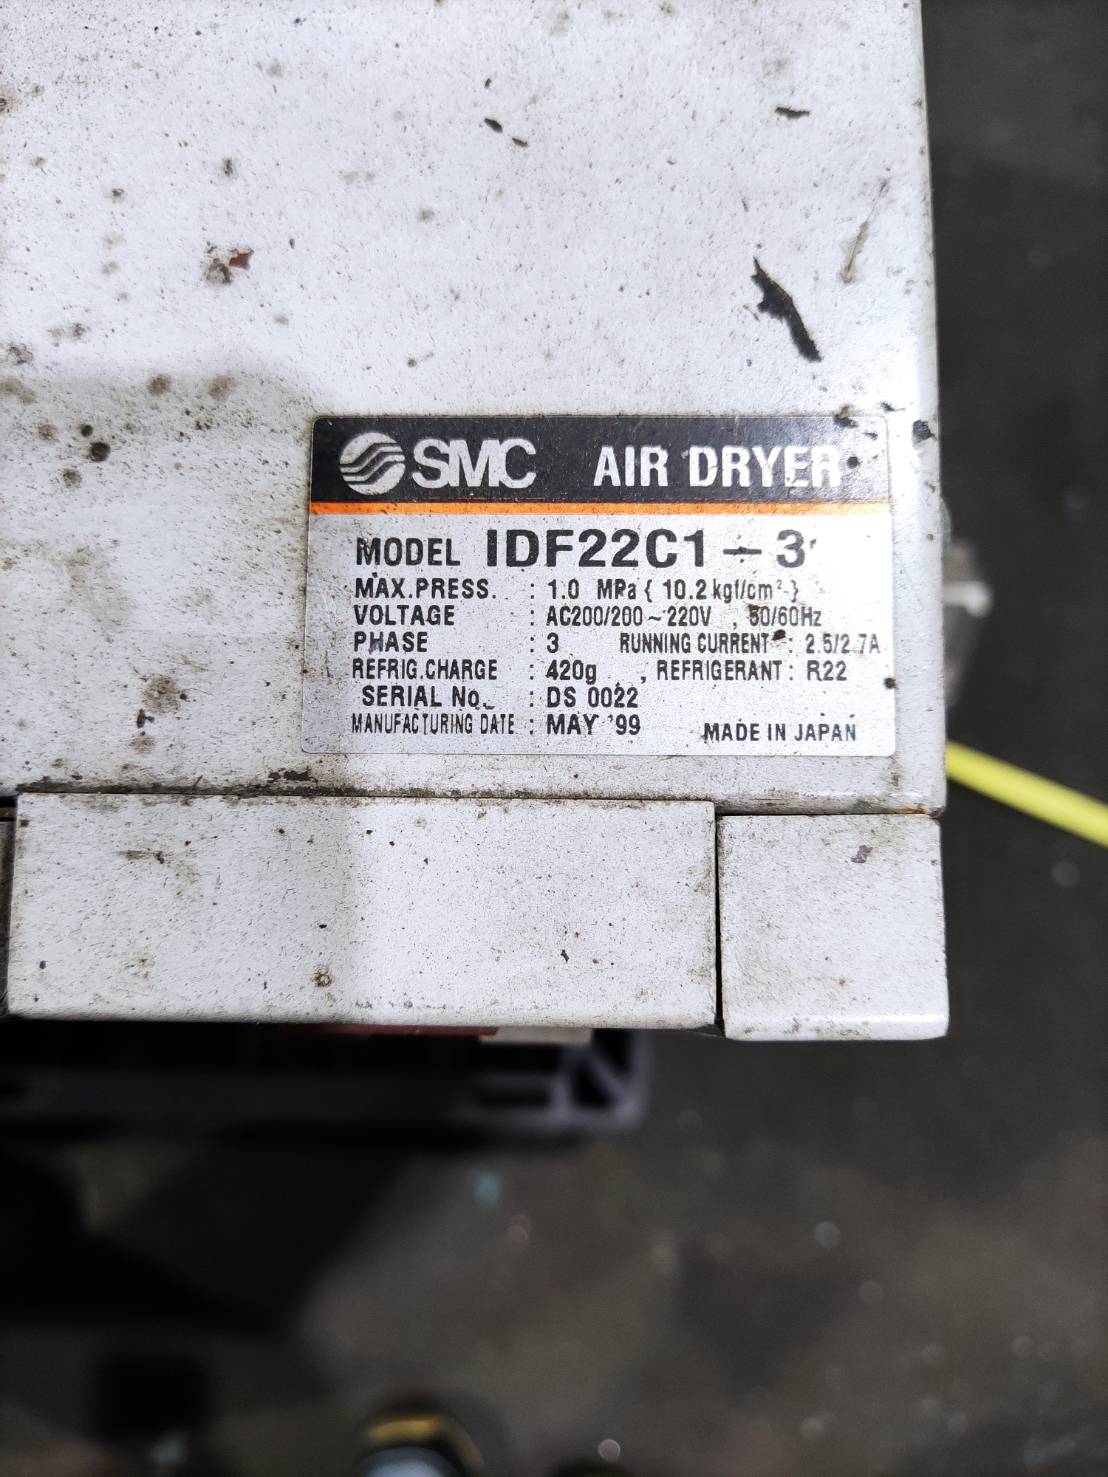 SMC AIR DRYER
MODEL IDF22C1-3
MAX.PRESS. : 1.0 MPa { 10.2 kgf/cm² }
VOLTAGE : AC200/200~220V , 50/60Hz
PHASE : 3 RUNNING CURRENT : 2.5/2.7A
REFRIG.CHARGE : 420g , REFRIGERANT : R22
SERIAL No. : DS 0022
MANUFACTURING DATE : MAY '99 MADE IN JAPAN